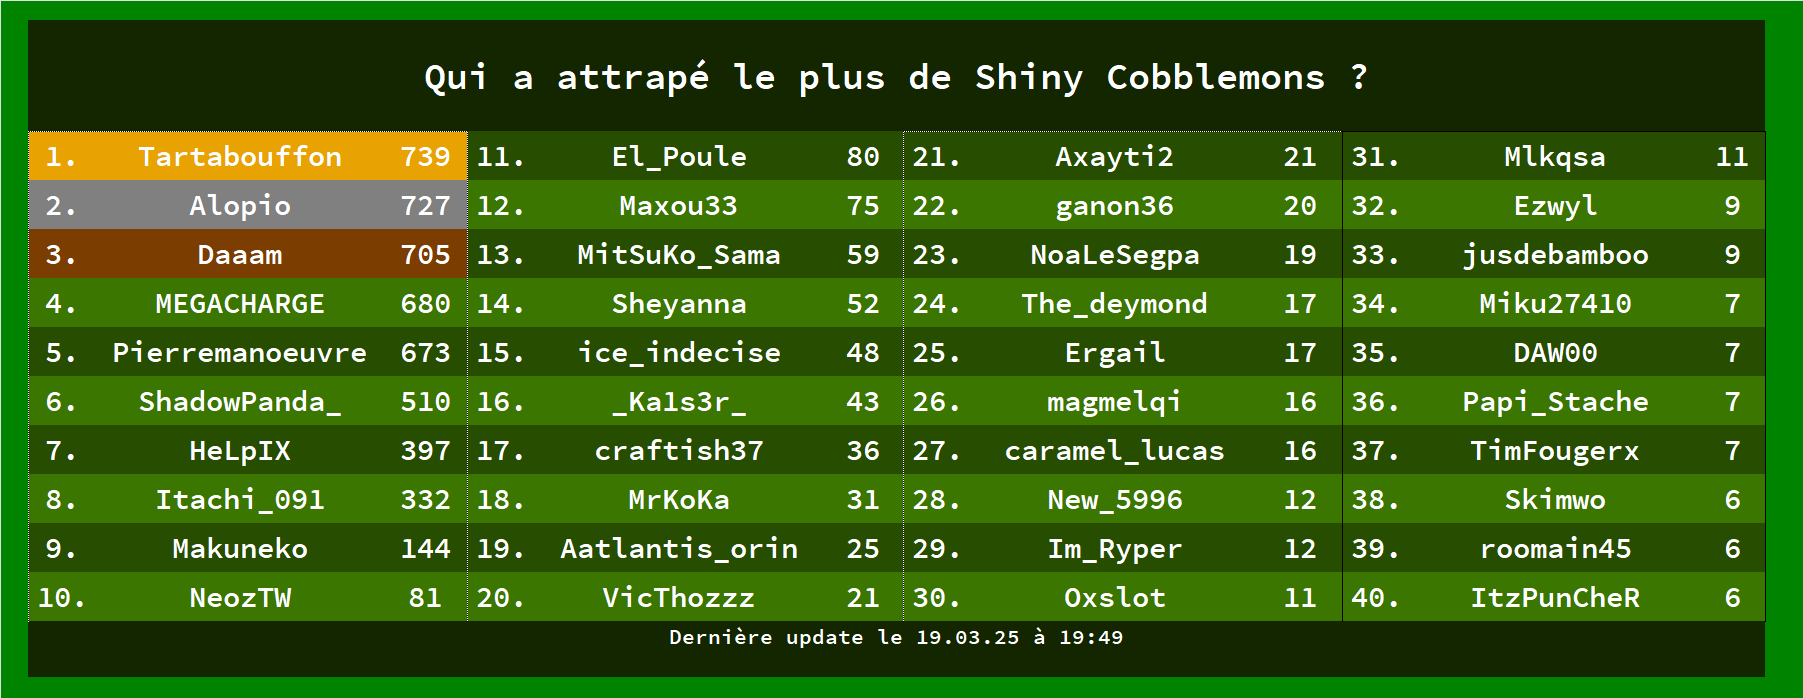 Qui a attrapé le plus de Shiny Cobblemons ?
1. Tartabouffon 739
2. Alopio 727
3. Daaam 705
4. MEGACHARGE 680
5. Pierremanoeuvre 673
6. ShadowPanda_ 510
7. HeLpIX 397
8. Itachi_091 332
9. Makuneko 144
10. NeozTW 81
11. El_Poule 80
12. Maxou33 75
13. MitSuKo_Sama 59
14. Sheyanna 52
15. ice_indecise 48
16. _Ka1s3r_ 43
17. craftish37 36
18. MrKoKa 31
19. Aatlantis_orin 25
20. VicThozzz 21
21. Axayti2 21
22. ganon36 20
23. NoaLeSegpa 19
24. The_deymond 17
25. Ergail 17
26. magmelqi 16
27. caramel_lucas 16
28. New_5996 12
29. Im_Ryper 12
30. Oxslot 11
31. Mlkqsa 11
32. Ezwyl 9
33. jusdebamboo 9
34. Miku27410 7
35. DAW00 7
36. Papi_Stache 7
37. TimFougerx 7
38. Skimwo 6
39. roomain45 6
40. ItzPunCheR 6
Dernière update le 19.03.25 à 19:49